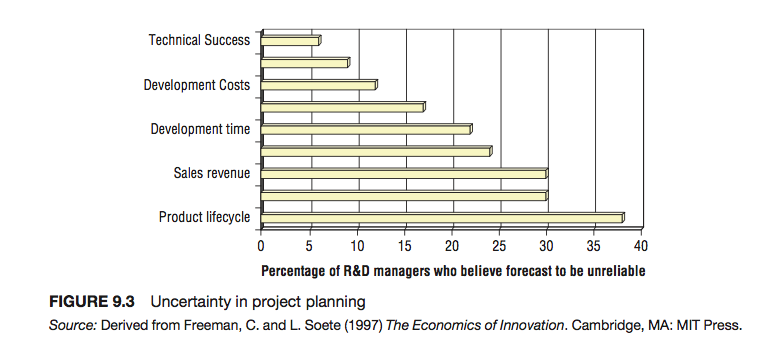 Technical Success
Development Costs
Development time
Sales revenue
Product lifecycle
0 5 10 15 20 25 30 35 40
Percentage of R&D managers who believe forecast to be unreliable
FIGURE 9.3 Uncertainty in project planning
Source: Derived from Freeman, C. and L. Soete (1997) The Economics of Innovation. Cambridge, MA: MIT Press.